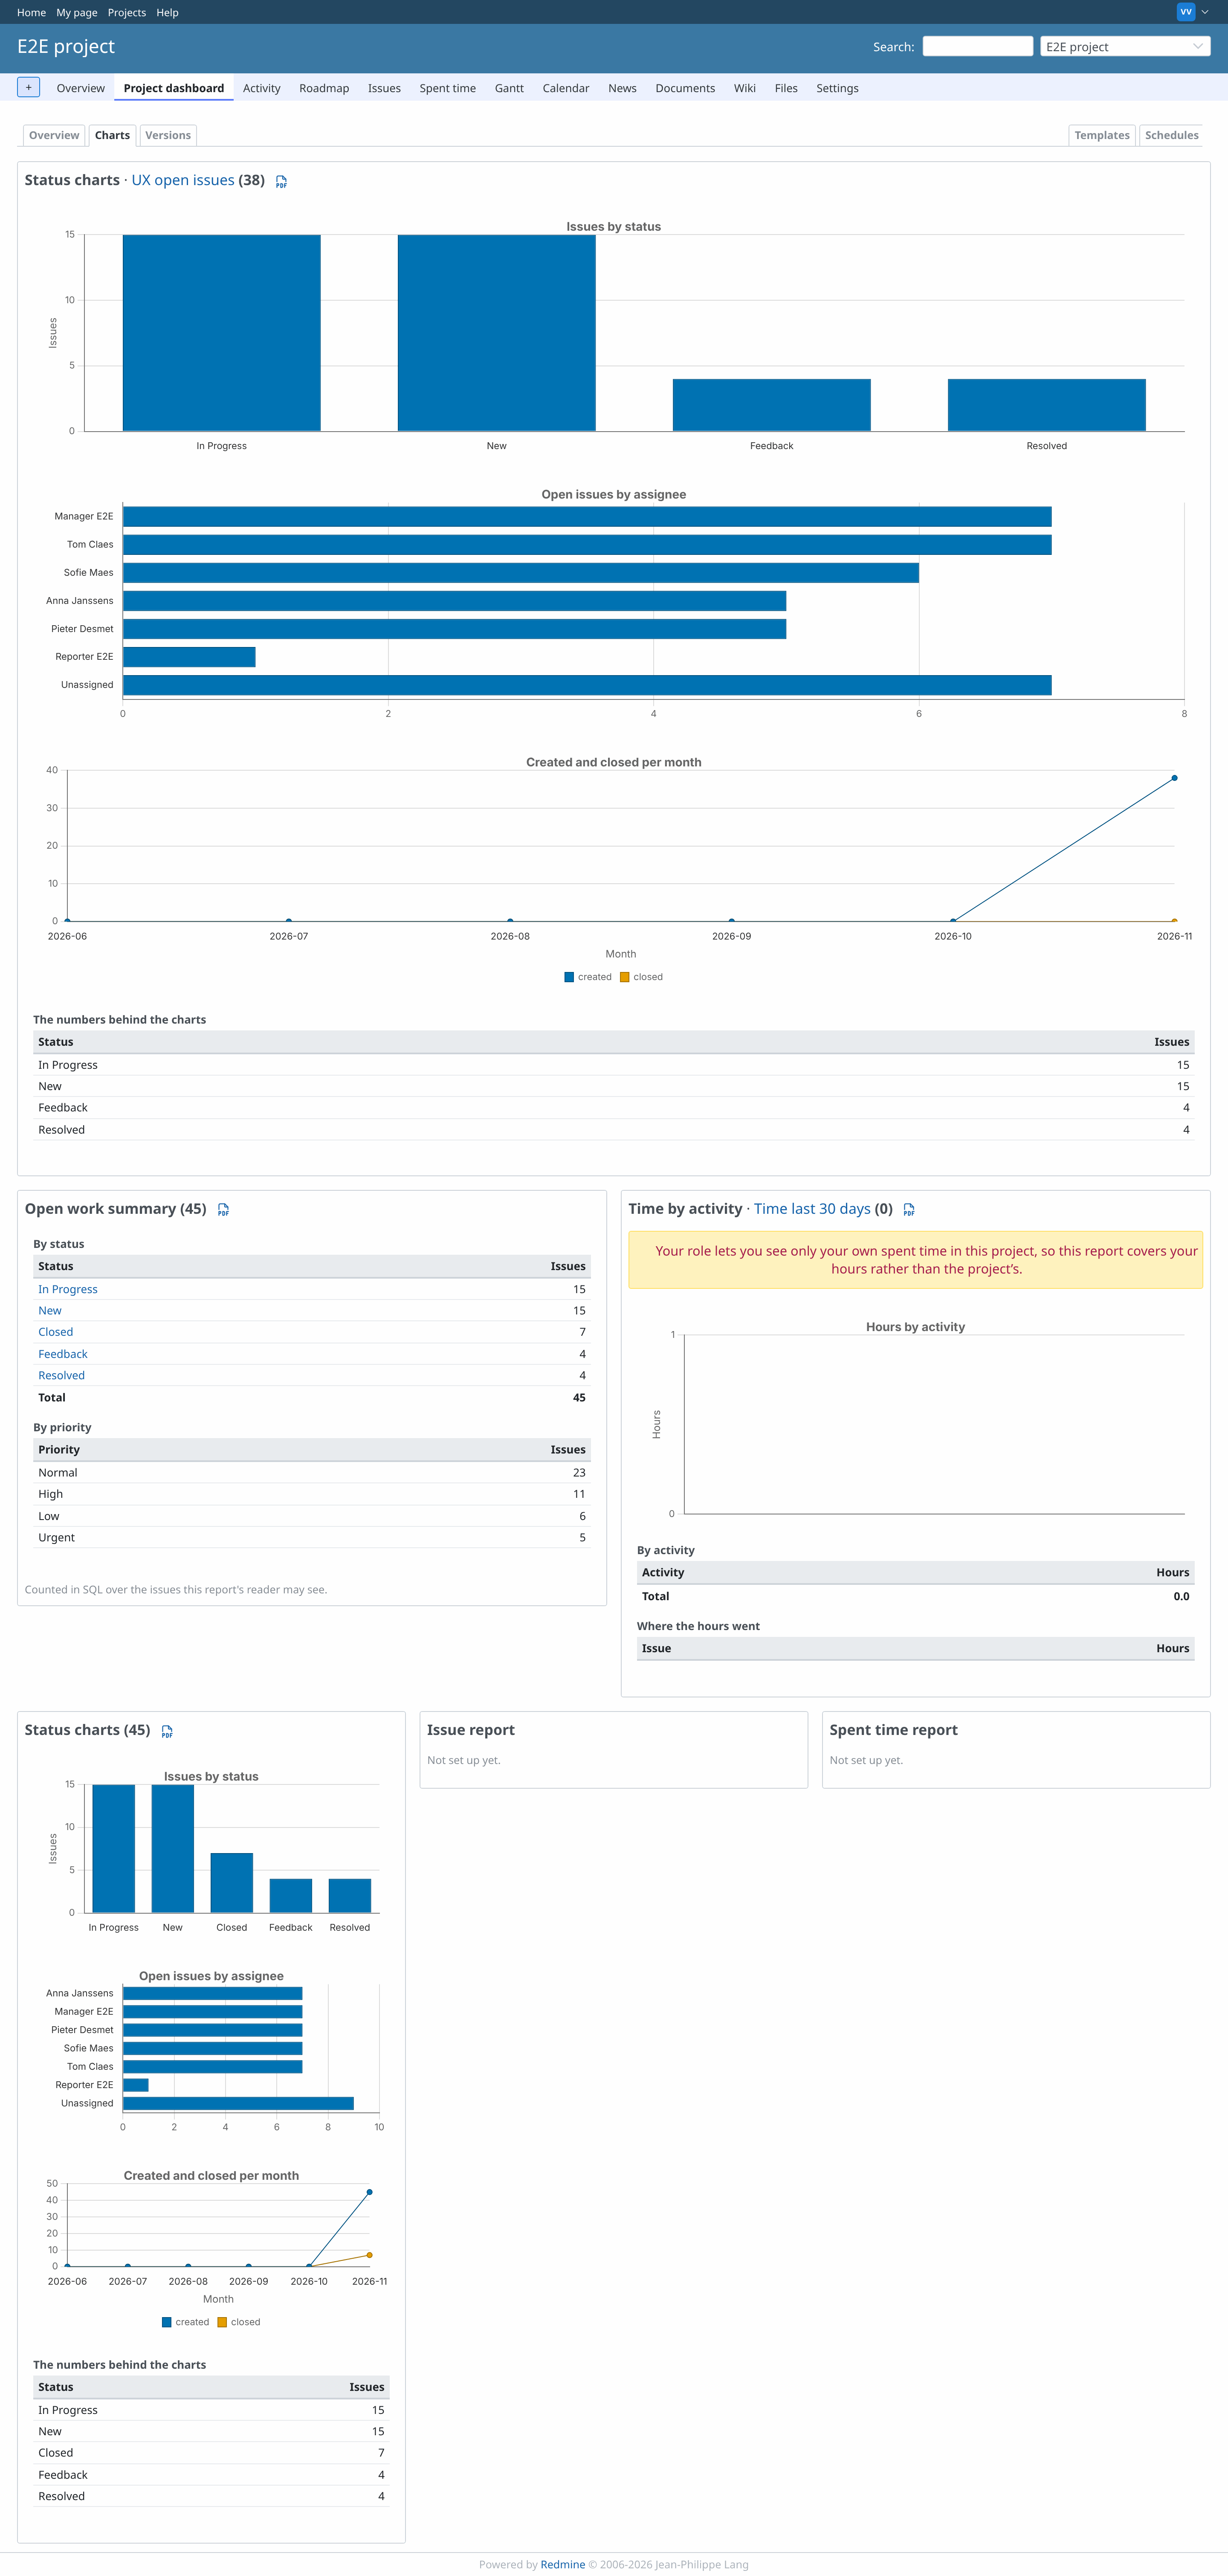 Home My page Projects Help VV
E2E project
Search: E2E project
+ Overview Project dashboard Activity Roadmap Issues Spent time Gantt Calendar News Documents Wiki Files Settings
Overview Charts Versions Templates Schedules
Status charts · UX open issues (38) PDF
Issues by status
15
10
5
0
Issues
In Progress New Feedback Resolved
Open issues by assignee
Manager E2E
Tom Claes
Sofie Maes
Anna Janssens
Pieter Desmet
Reporter E2E
Unassigned
0 2 4 6 8
Created and closed per month
40
30
20
10
0
2026-06 2026-07 2026-08 2026-09 2026-10 2026-11
Month
created closed
The numbers behind the charts
Status Issues
In Progress 15
New 15
Feedback 4
Resolved 4
Open work summary (45) PDF
By status
Status Issues
In Progress 15
New 15
Closed 7
Feedback 4
Resolved 4
Total 45
By priority
Priority Issues
Normal 23
High 11
Low 6
Urgent 5
Counted in SQL over the issues this report's reader may see.
Time by activity · Time last 30 days (0) PDF
Your role lets you see only your own spent time in this project, so this report covers your
hours rather than the project’s.
Hours by activity
1
0
Hours
By activity
Activity Hours
Total 0.0
Where the hours went
Issue Hours
Status charts (45) PDF
Issues by status
15
10
5
0
Issues
In Progress New Closed Feedback Resolved
Open issues by assignee
Anna Janssens
Manager E2E
Pieter Desmet
Sofie Maes
Tom Claes
Reporter E2E
Unassigned
0 2 4 6 8 10
Created and closed per month
50
40
30
20
10
0
2026-06 2026-07 2026-08 2026-09 2026-10 2026-11
Month
created closed
The numbers behind the charts
Status Issues
In Progress 15
New 15
Closed 7
Feedback 4
Resolved 4
Issue report
Not set up yet.
Spent time report
Not set up yet.
Powered by Redmine © 2006-2026 Jean-Philippe Lang